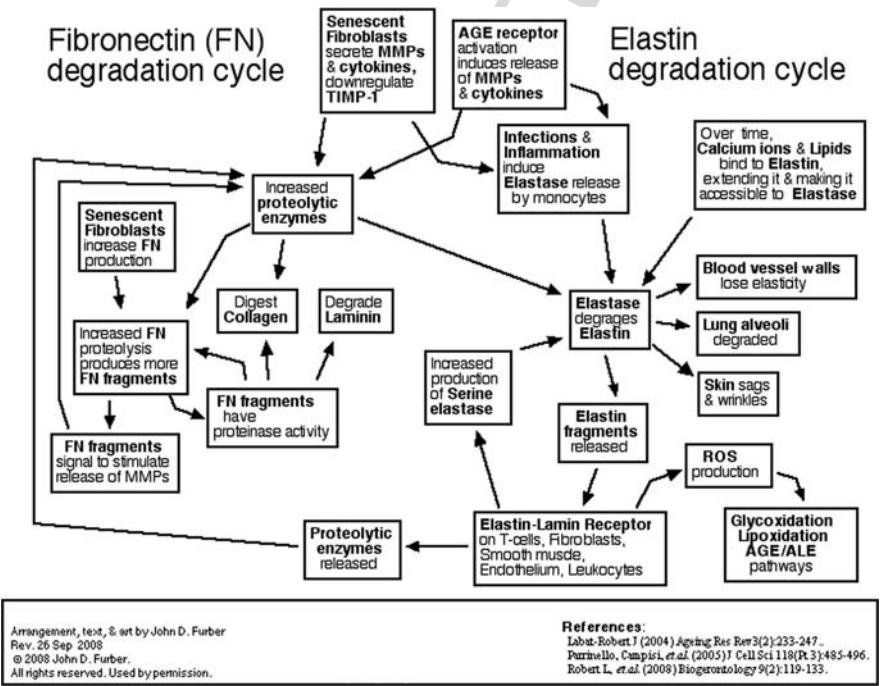 Fibronectin (FN)
degradation cycle
Senescent
Fibroblasts
secrete MMPs
& cytokines,
downregulate
TIMP-1
AGE receptor
activation
induces release
of MMPs
& cytokines
Elastin
degradation cycle
Infections &
Inflammation
induce
Elastase release
by monocytes
Over time,
Calcium ions & Lipids
bind to Elastin,
extending it & making it
accessible to Elastase
Increased
proteolytic
enzymes
Senescent
Fibroblasts
increase FN
production
Digest
Collagen
Degrade
Laminin
Elastase
degrages
Elastin
Blood vessel walls
lose elasticity
Lung alveoli
degraded
Skin sags
& wrinkles
Increased FN
proteolysis
produces more
FN fragments
FN fragments
have
proteinase activity
Increased
production
of Serine
elastase
Elastin
fragments
released
FN fragments
signal to stimulate
release of MMPs
ROS
production
Proteolytic
enzymes
released
Elastin-Lamin Receptor
on T-cells, Fibroblasts,
Smooth muscle,
Endothelium, Leukocytes
Glycoxidation
Lipoxidation
AGE/ALE
pathways
Arrangement, text, & art by John D. Furber
Rev. 26 Sep 2008
© 2008 John D. Furber.
All rights reserved. Used by permission.
References:
Labat-Robert J (2004) Ageing Res Rev 3(2):233-247..
Parrinello, Campisi, et.al. (2005) J Cell Sci 118(Pt 3):485-496.
Robert L, et.al. (2008) Biogerontology 9(2):119-133.